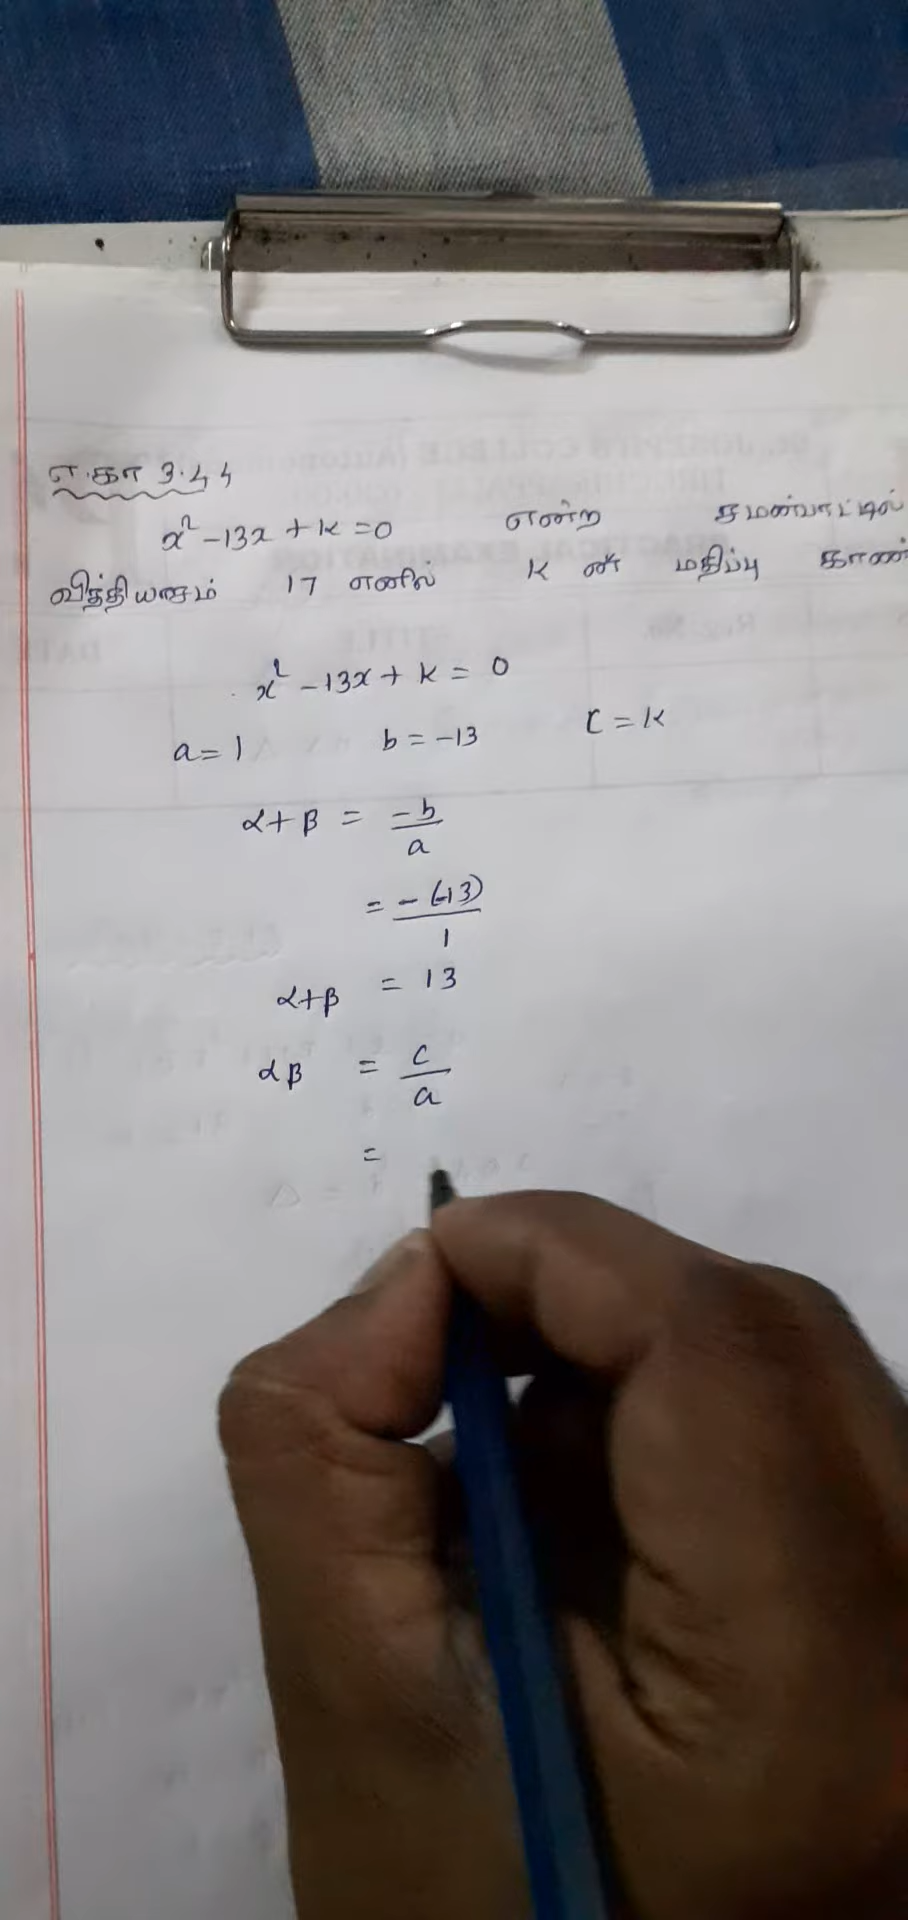 எ.கா 3.44
x² -13x + k = 0 என்ற சமன்பாட்டில்
வித்தியாசம் 17 எனில் k ன் மதிப்பு காண்
x² - 13x + k = 0
a = 1 b = -13 c = k
α+β = -b/a
= -(-13)/1
α+β = 13
αβ = c/a
=